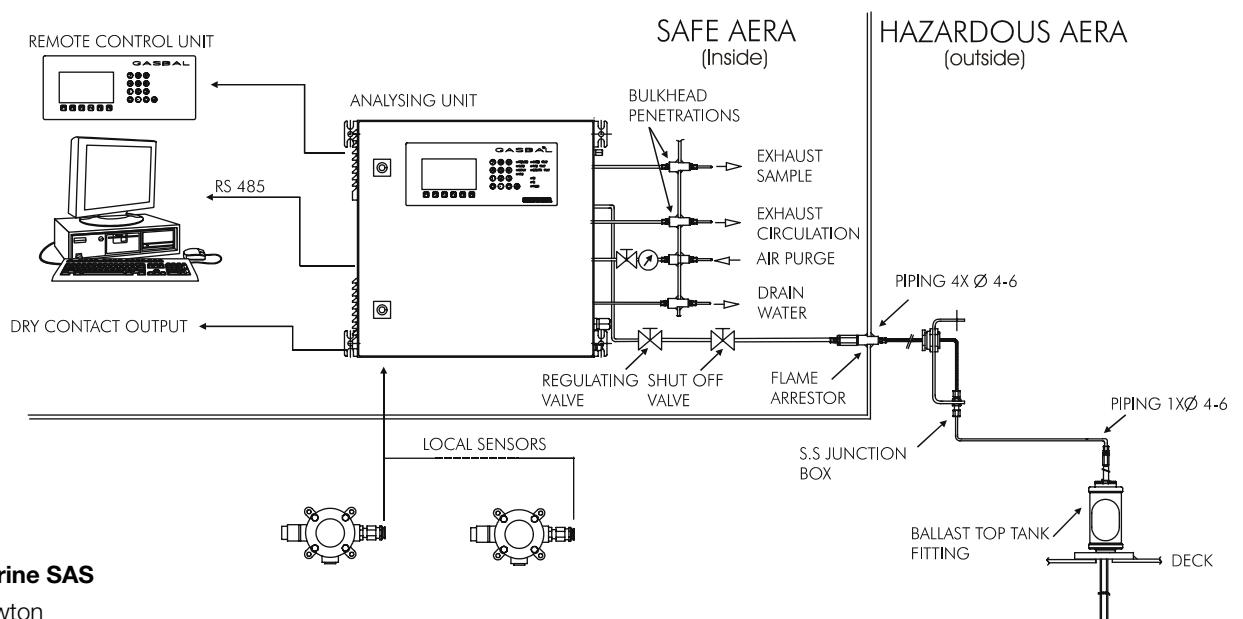 SAFE AERA
(Inside)
HAZARDOUS AERA
(outside)
REMOTE CONTROL UNIT
GASBAL
ANALYSING UNIT
GASBAL
BULKHEAD
PENETRATIONS
EXHAUST
SAMPLE
RS 485
EXHAUST
CIRCULATION
AIR PURGE
DRAIN
WATER
PIPING 4X Ø 4-6
DRY CONTACT OUTPUT
REGULATING
VALVE
SHUT OFF
VALVE
FLAME
ARRESTOR
PIPING 1XØ 4-6
LOCAL SENSORS
S.S JUNCTION
BOX
BALLAST TOP TANK
FITTING
DECK
rine SAS